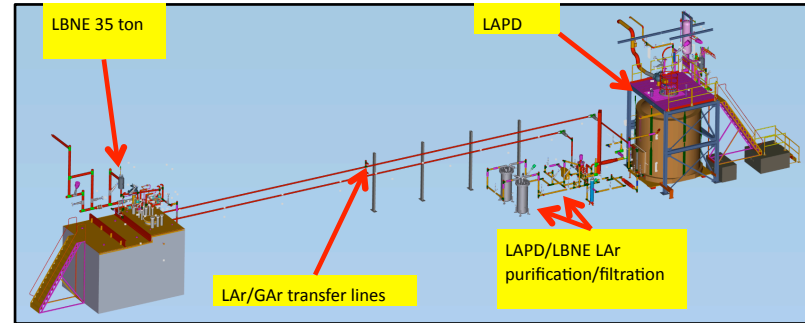 LBNE 35 ton
LAPD
LAPD/LBNE LAr
purification/filtration
LAr/GAr transfer lines